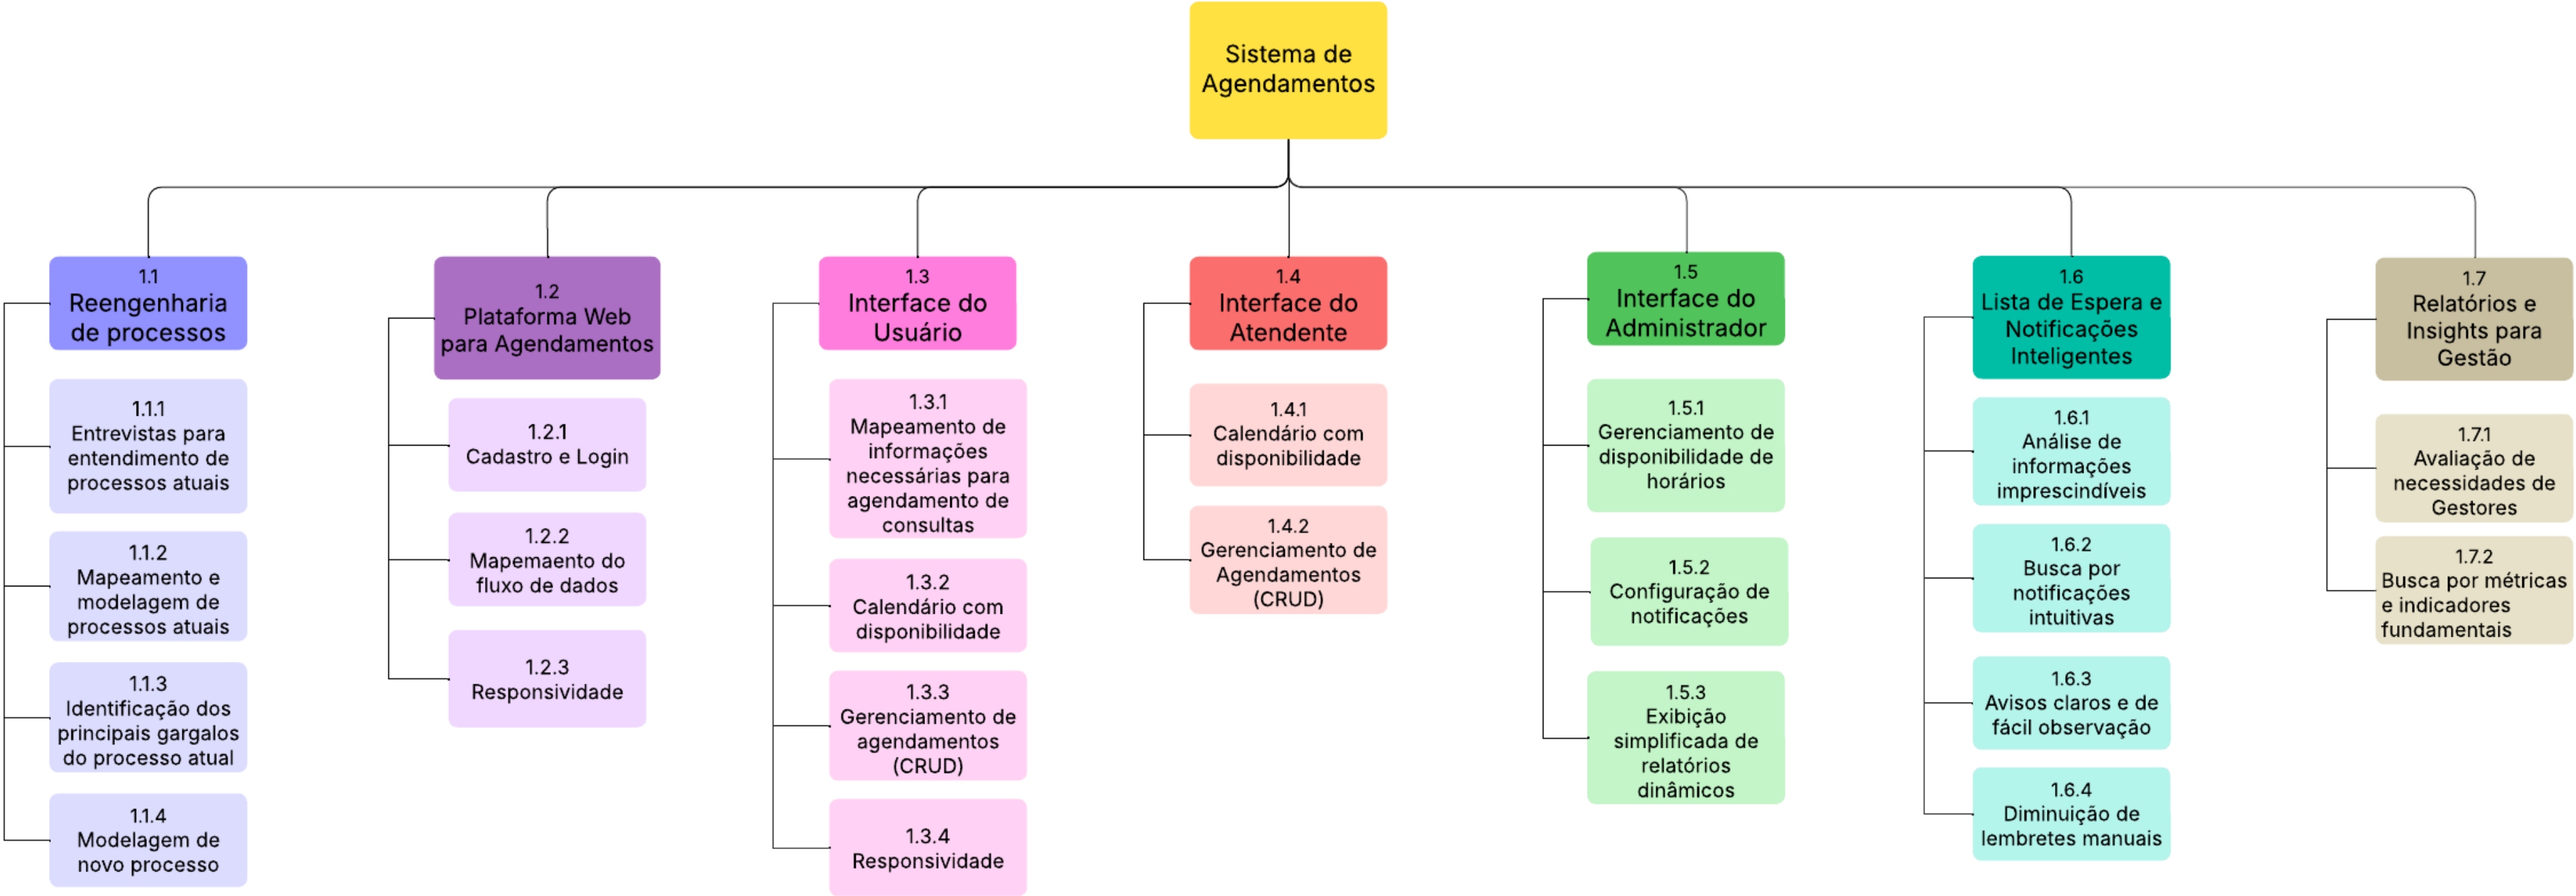 Sistema de
Agendamentos
1.1
Reengenharia
de processos
1.1.1
Entrevistas para
entendimento de
processos atuais
1.1.2
Mapeamento e
modelagem de
processos atuais
1.1.3
Identificação dos
principais gargalos
do processo atual
1.1.4
Modelagem de
novo processo
1.2
Plataforma Web
para Agendamentos
1.2.1
Cadastro e Login
1.2.2
Mapemaento do
fluxo de dados
1.2.3
Responsividade
1.3
Interface do
Usuário
1.3.1
Mapeamento de
informações
necessárias para
agendamento de
consultas
1.3.2
Calendário com
disponibilidade
1.3.3
Gerenciamento de
agendamentos
(CRUD)
1.3.4
Responsividade
1.4
Interface do
Atendente
1.4.1
Calendário com
disponibilidade
1.4.2
Gerenciamento de
Agendamentos
(CRUD)
1.5
Interface do
Administrador
1.5.1
Gerenciamento de
disponibilidade de
horários
1.5.2
Configuração de
notificações
1.5.3
Exibição
simplificada de
relatórios
dinâmicos
1.6
Lista de Espera e
Notificações
Inteligentes
1.6.1
Análise de
informações
imprescindíveis
1.6.2
Busca por
notificações
intuitivas
1.6.3
Avisos claros e de
fácil observação
1.6.4
Diminuição de
lembretes manuais
1.7
Relatórios e
Insights para
Gestão
1.7.1
Avaliação de
necessidades de
Gestores
1.7.2
Busca por métricas
e indicadores
fundamentais